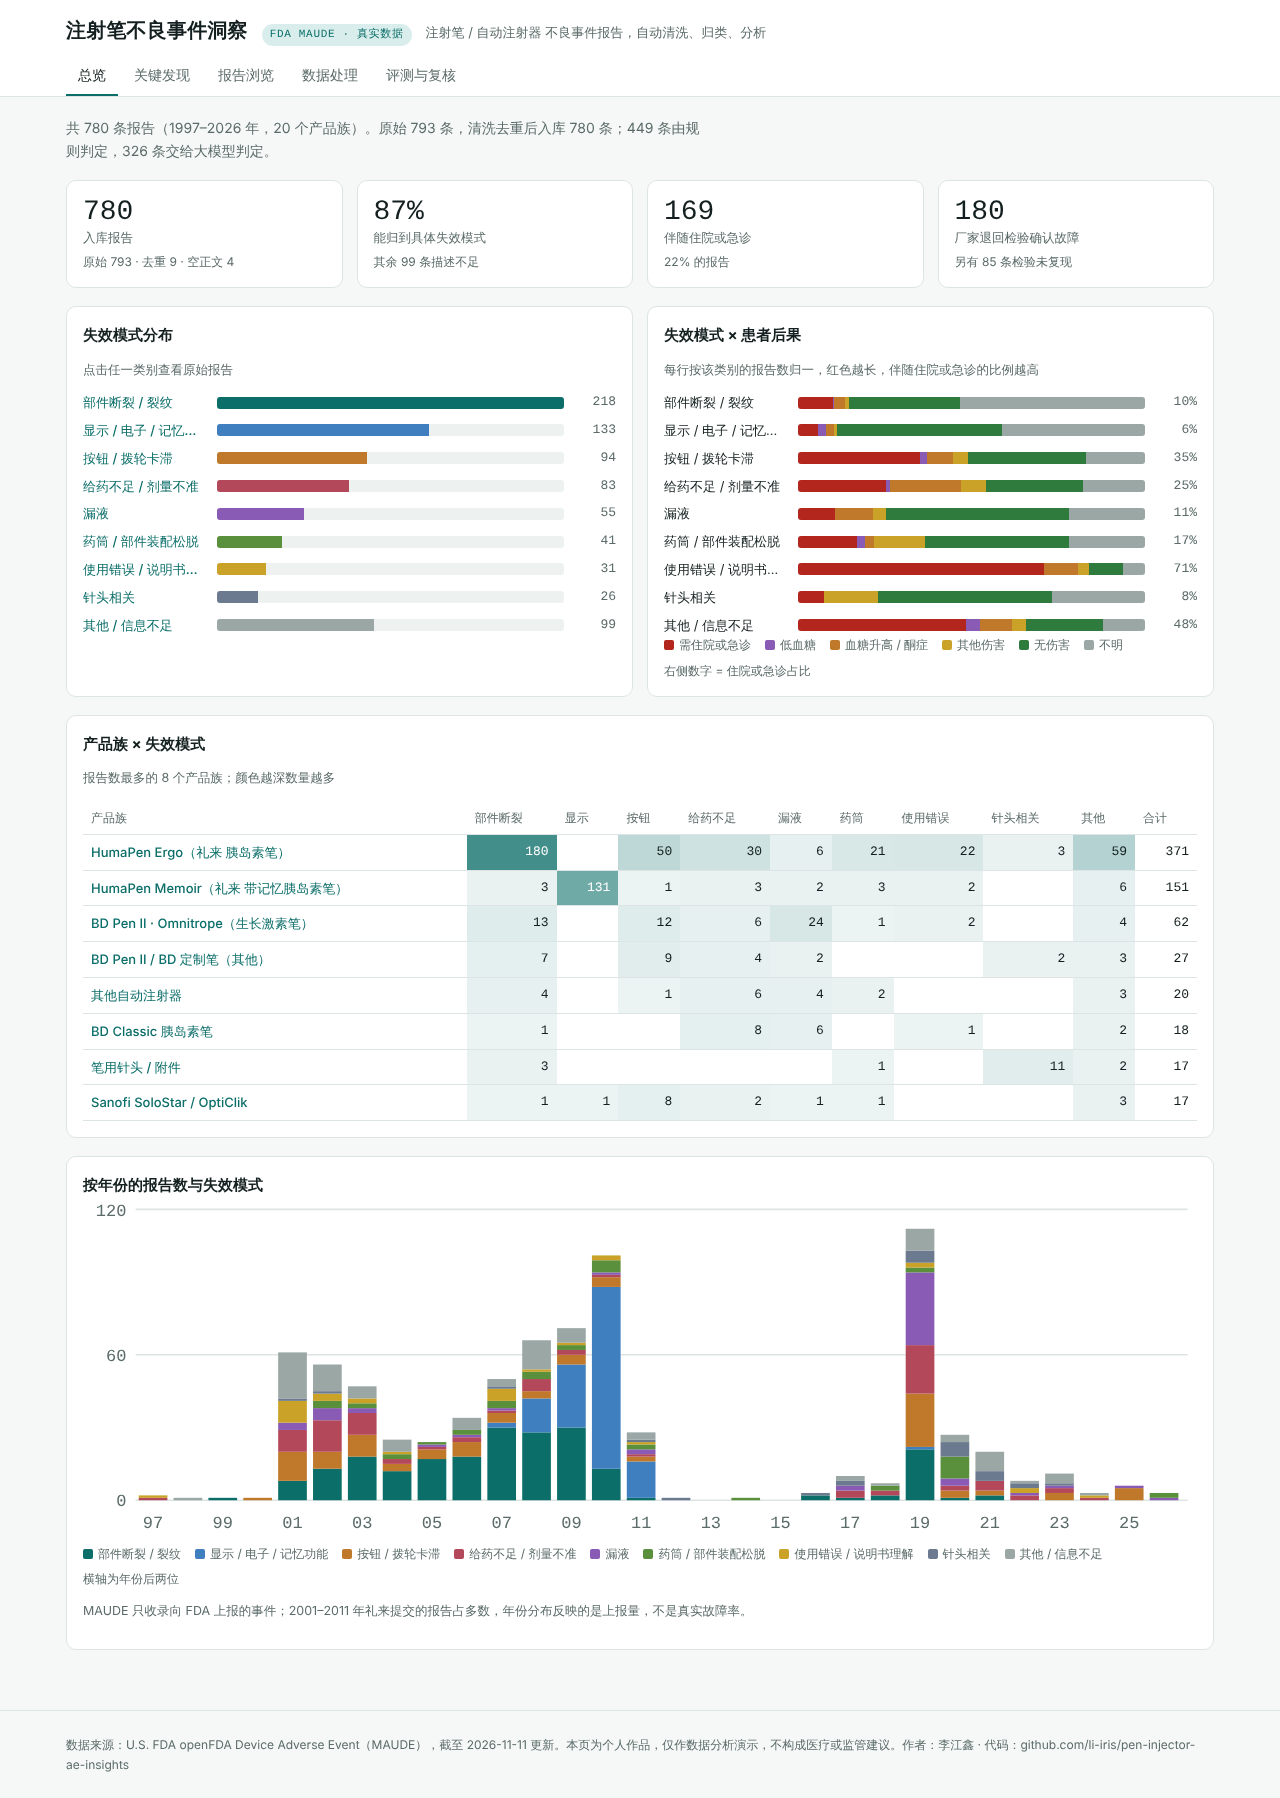 注射笔不良事件洞察 FDA MAUDE · 真实数据 注射笔 / 自动注射器 不良事件报告，自动清洗、归类、分析
总览 关键发现 报告浏览 数据处理 评测与复核
共 780 条报告（1997–2026 年，20 个产品族）。原始 793 条，清洗去重后入库 780 条；449 条由规
则判定，326 条交给大模型判定。
780
入库报告
原始 793 · 去重 9 · 空正文 4
87%
能归到具体失效模式
其余 99 条描述不足
169
伴随住院或急诊
22% 的报告
180
厂家退回检验确认故障
另有 85 条检验未复现
失效模式分布
点击任一类别查看原始报告
部件断裂 / 裂纹 218
显示 / 电子 / 记忆... 133
按钮 / 拨轮卡滞 94
给药不足 / 剂量不准 83
漏液 55
药筒 / 部件装配松脱 41
使用错误 / 说明书... 31
针头相关 26
其他 / 信息不足 99
失效模式 × 患者后果
每行按该类别的报告数归一，红色越长，伴随住院或急诊的比例越高
部件断裂 / 裂纹 10%
显示 / 电子 / 记忆... 6%
按钮 / 拨轮卡滞 35%
给药不足 / 剂量不准 25%
漏液 11%
药筒 / 部件装配松脱 17%
使用错误 / 说明书... 71%
针头相关 8%
其他 / 信息不足 48%
需住院或急诊 低血糖 血糖升高 / 酮症 其他伤害 无伤害 不明
右侧数字 = 住院或急诊占比
产品族 × 失效模式
报告数最多的 8 个产品族；颜色越深数量越多
产品族 部件断裂 显示 按钮 给药不足 漏液 药筒 使用错误 针头相关 其他 合计
HumaPen Ergo（礼来 胰岛素笔） 180 50 30 6 21 22 3 59 371
HumaPen Memoir（礼来 带记忆胰岛素笔） 3 131 1 3 2 3 2 6 151
BD Pen II · Omnitrope（生长激素笔） 13 12 6 24 1 2 4 62
BD Pen II / BD 定制笔（其他） 7 9 4 2 2 3 27
其他自动注射器 4 1 6 4 2 3 20
BD Classic 胰岛素笔 1 8 6 1 2 18
笔用针头 / 附件 3 1 11 2 17
Sanofi SoloStar / OptiClik 1 1 8 2 1 1 3 17
按年份的报告数与失效模式
120
60
0
97 99 01 03 05 07 09 11 13 15 17 19 21 23 25
部件断裂 / 裂纹 显示 / 电子 / 记忆功能 按钮 / 拨轮卡滞 给药不足 / 剂量不准 漏液 药筒 / 部件装配松脱 使用错误 / 说明书理解 针头相关 其他 / 信息不足
横轴为年份后两位
MAUDE 只收录向 FDA 上报的事件；2001–2011 年礼来提交的报告占多数，年份分布反映的是上报量，不是真实故障率。
数据来源：U.S. FDA openFDA Device Adverse Event（MAUDE），截至 2026-11-11 更新。本页为个人作品，仅作数据分析演示，不构成医疗或监管建议。作者：李江鑫 · 代码：github.com/li-iris/pen-injector-
ae-insights